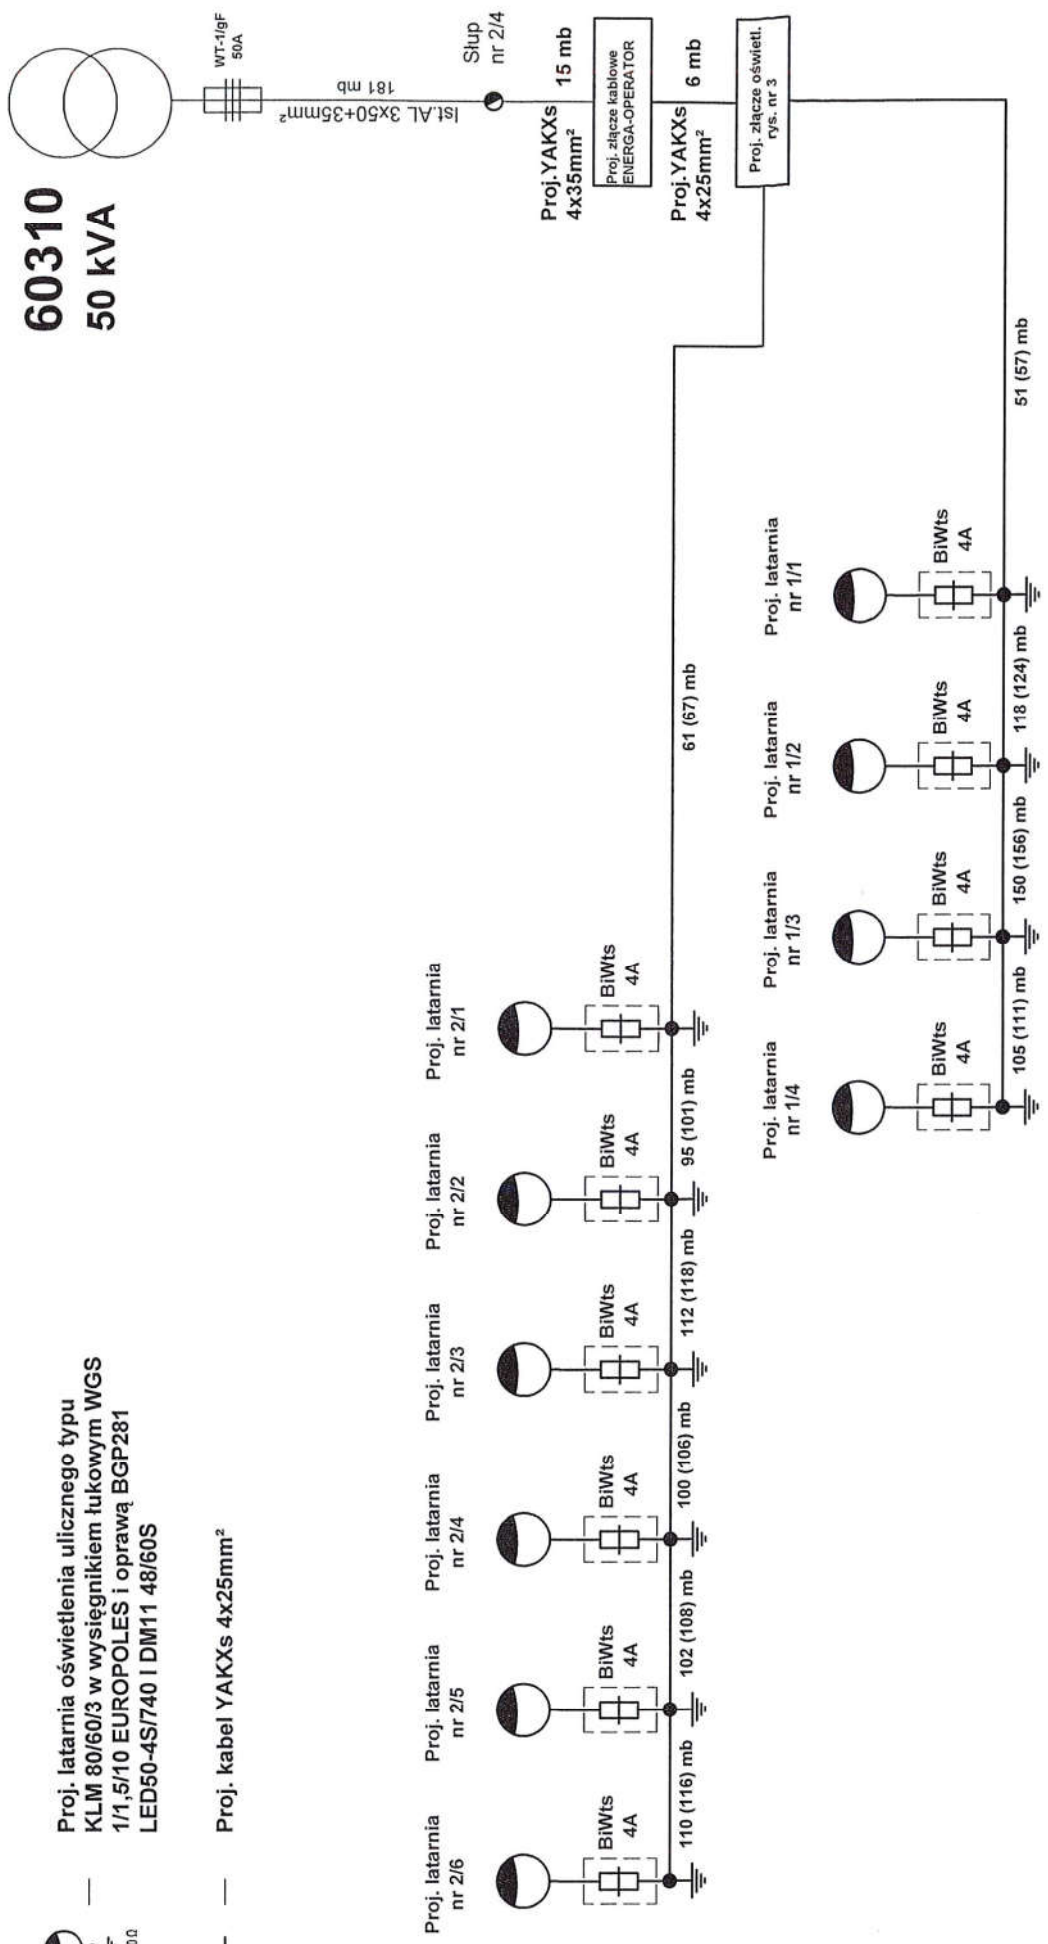 60310
50 kVA
WT-1/gF
50A
Ist.AL 3x50+35mm²
181 mb
Słup
nr 2/4
Proj.YAKXs
4x35mm²
15 mb
Proj. złącze kablowe
ENERGA-OPERATOR
Proj.YAKXs
4x25mm²
6 mb
Proj. złącze oświetl.
rys. nr 3
Proj. latarnia oświetlenia ulicznego typu
KLM 80/60/3 w wysięgnikiem łukowym WGS
1/1,5/10 EUROPOLES i oprawą BGP281
LED50-4S/740 I DM11 48/60S
Proj. kabel YAKXs 4x25mm²
Proj. latarnia
nr 2/6
BiWts
4A
110 (116) mb
Proj. latarnia
nr 2/5
BiWts
4A
102 (108) mb
Proj. latarnia
nr 2/4
BiWts
4A
100 (106) mb
Proj. latarnia
nr 2/3
BiWts
4A
112 (118) mb
Proj. latarnia
nr 2/2
BiWts
4A
95 (101) mb
Proj. latarnia
nr 2/1
BiWts
4A
61 (67) mb
Proj. latarnia
nr 1/4
BiWts
4A
105 (111) mb
Proj. latarnia
nr 1/3
BiWts
4A
150 (156) mb
Proj. latarnia
nr 1/2
BiWts
4A
118 (124) mb
Proj. latarnia
nr 1/1
BiWts
4A
51 (57) mb